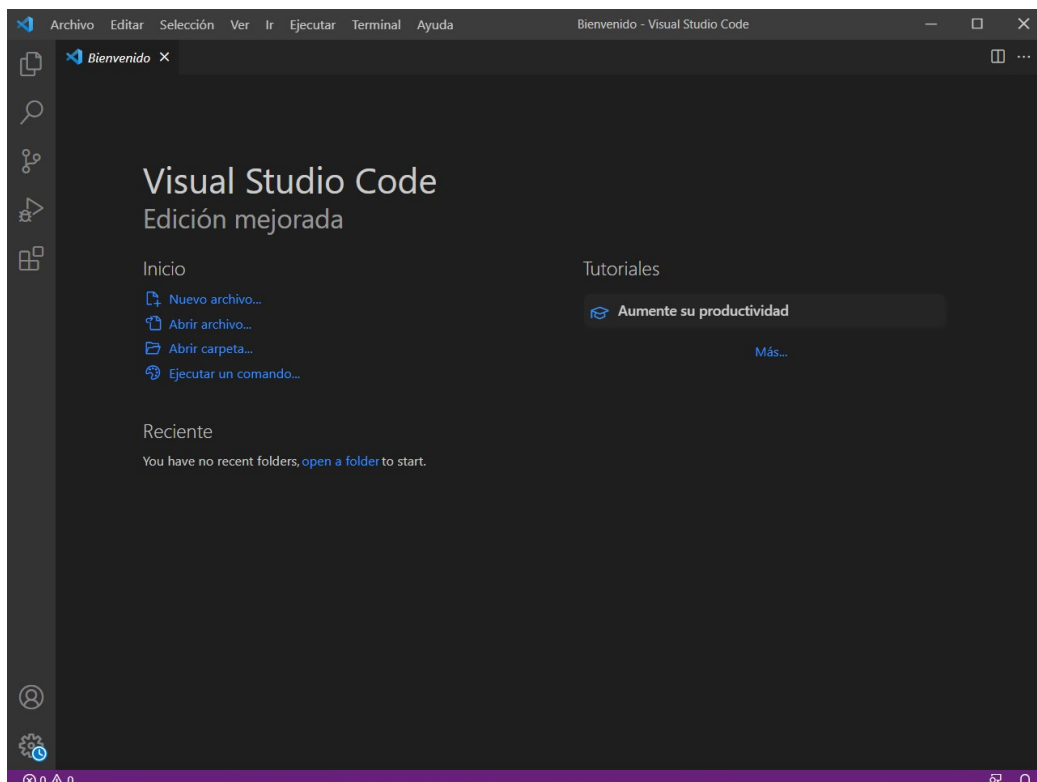 Archivo Editar Selección Ver Ir Ejecutar Terminal Ayuda Bienvenido - Visual Studio Code
Bienvenido
Visual Studio Code
Edición mejorada
Inicio
Nuevo archivo...
Abrir archivo...
Abrir carpeta...
Ejecutar un comando...
Tutoriales
Aumente su productividad
Más...
Reciente
You have no recent folders, open a folder to start.
0 0